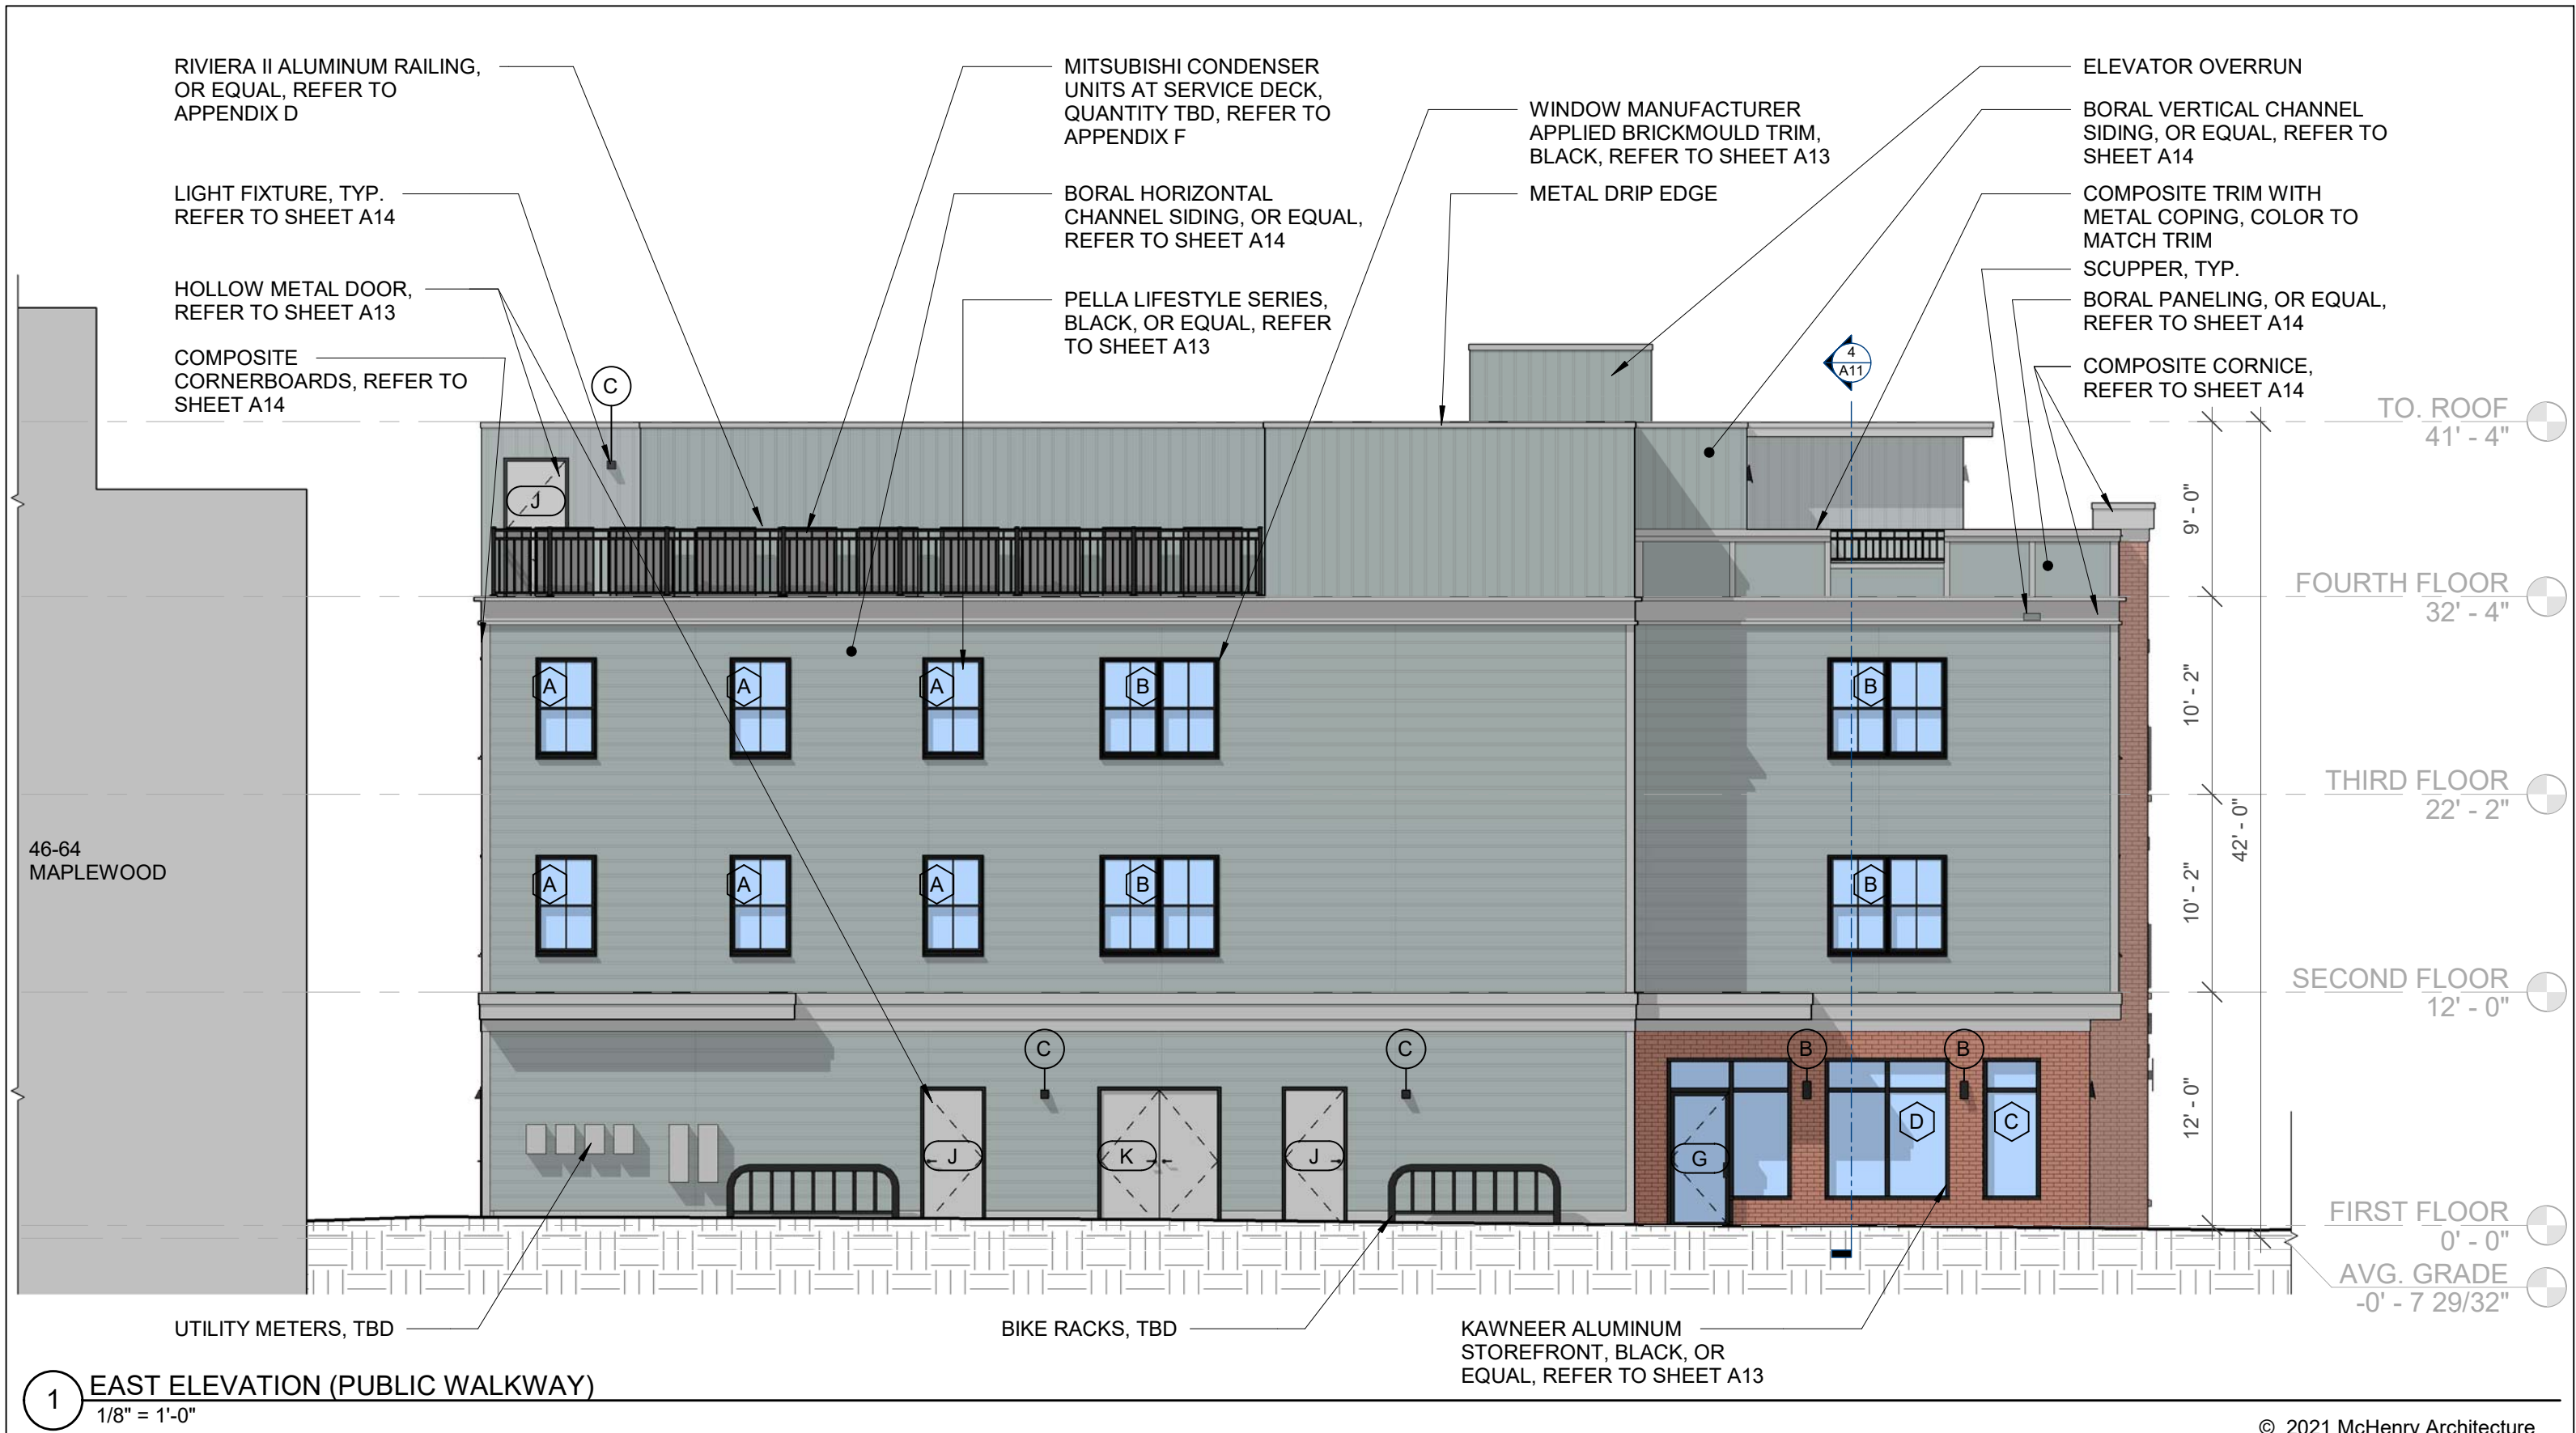 RIVIERA II ALUMINUM RAILING,
OR EQUAL, REFER TO
APPENDIX D
LIGHT FIXTURE, TYP.
REFER TO SHEET A14
HOLLOW METAL DOOR,
REFER TO SHEET A13
COMPOSITE
CORNERBOARDS, REFER TO
SHEET A14
MITSUBISHI CONDENSER
UNITS AT SERVICE DECK,
QUANTITY TBD, REFER TO
APPENDIX F
BORAL HORIZONTAL
CHANNEL SIDING, OR EQUAL,
REFER TO SHEET A14
PELLA LIFESTYLE SERIES,
BLACK, OR EQUAL, REFER
TO SHEET A13
WINDOW MANUFACTURER
APPLIED BRICKMOULD TRIM,
BLACK, REFER TO SHEET A13
METAL DRIP EDGE
ELEVATOR OVERRUN
BORAL VERTICAL CHANNEL
SIDING, OR EQUAL, REFER TO
SHEET A14
COMPOSITE TRIM WITH
METAL COPING, COLOR TO
MATCH TRIM
SCUPPER, TYP.
BORAL PANELING, OR EQUAL,
REFER TO SHEET A14
COMPOSITE CORNICE,
REFER TO SHEET A14
C
4
A11
J
A
A
A
B
B
A
A
A
B
B
C
C
B
B
J
K
J
G
D
C
46-64
MAPLEWOOD
TO. ROOF
41' - 4"
9' - 0"
FOURTH FLOOR
32' - 4"
10' - 2"
THIRD FLOOR
22' - 2"
42' - 0"
10' - 2"
SECOND FLOOR
12' - 0"
12' - 0"
FIRST FLOOR
0' - 0"
AVG. GRADE
-0' - 7 29/32"
UTILITY METERS, TBD
BIKE RACKS, TBD
KAWNEER ALUMINUM
STOREFRONT, BLACK, OR
EQUAL, REFER TO SHEET A13
1
EAST ELEVATION (PUBLIC WALKWAY)
1/8" = 1'-0"
© 2021 McHenry Architecture